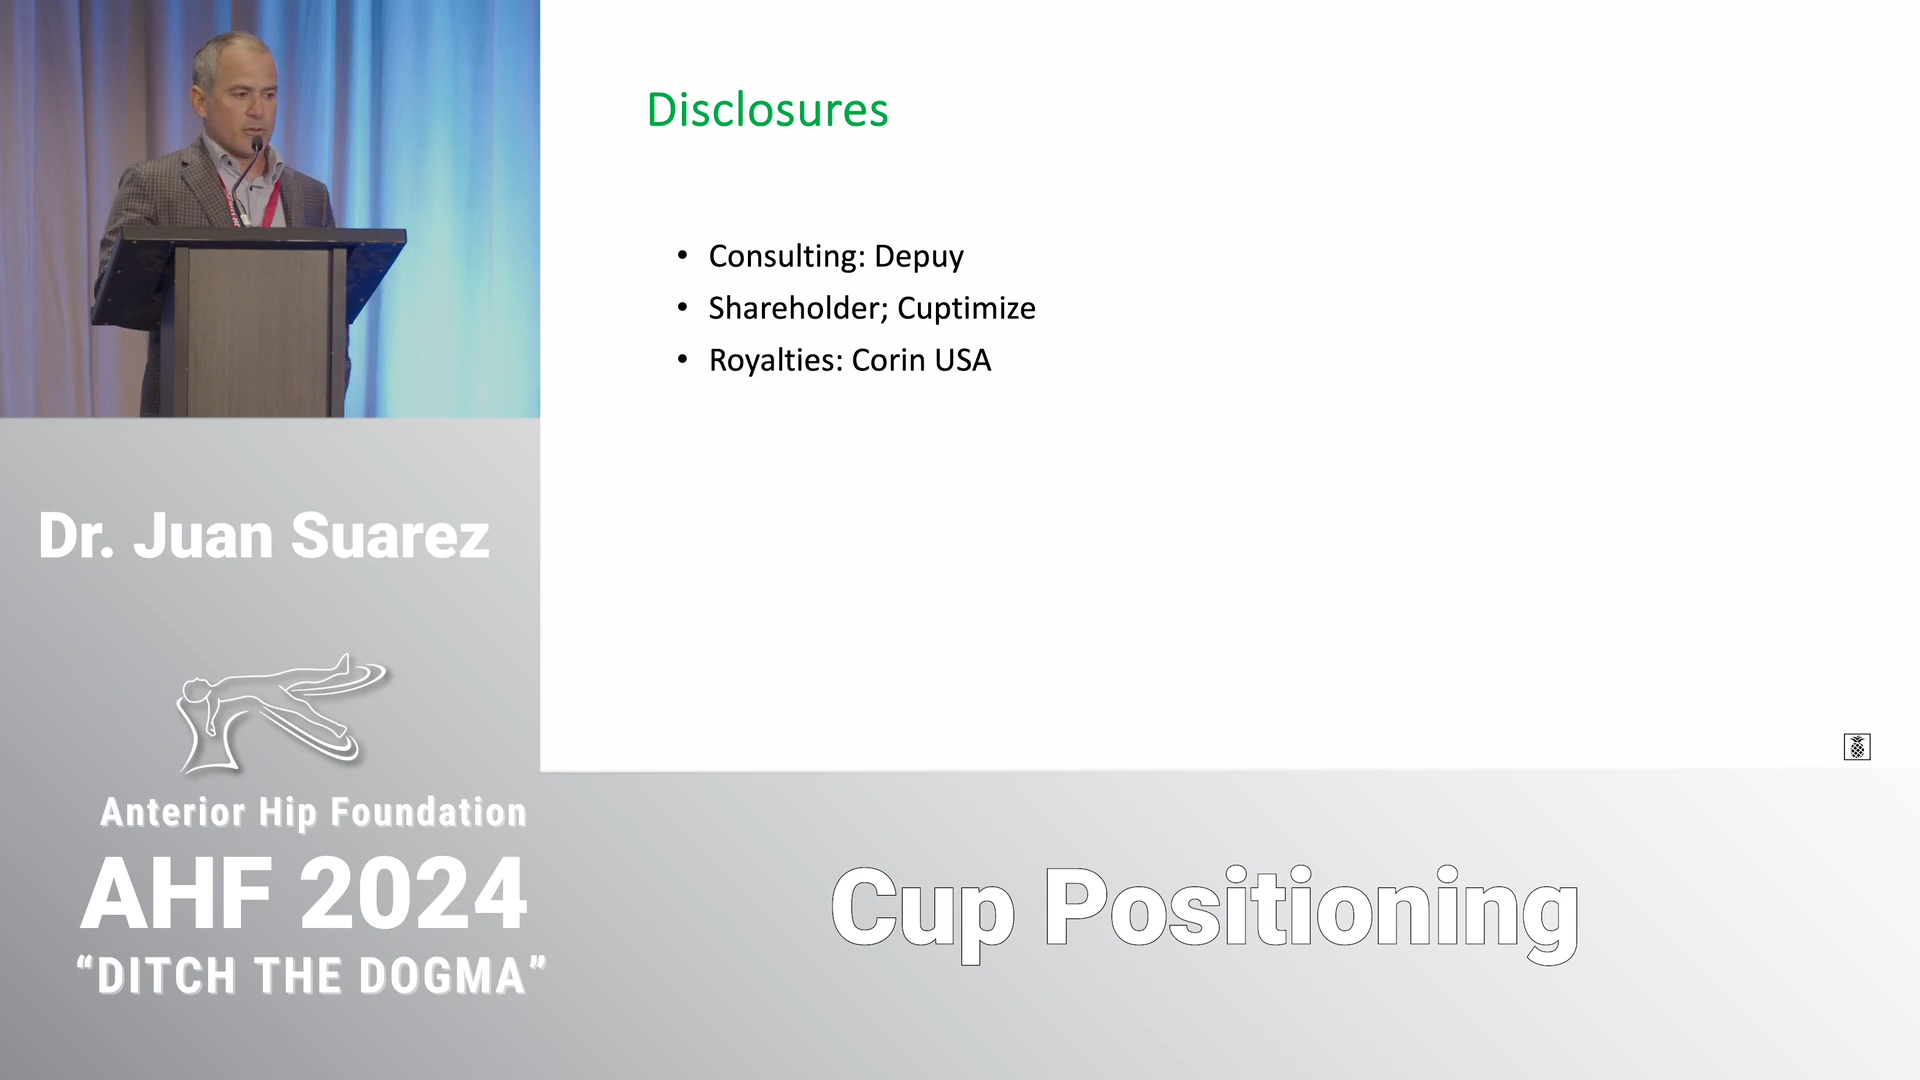 Disclosures
• Consulting: Depuy
• Shareholder; Cuptimize
• Royalties: Corin USA
Dr. Juan Suarez
Anterior Hip Foundation
AHF 2024
“DITCH THE DOGMA”
Cup Positioning